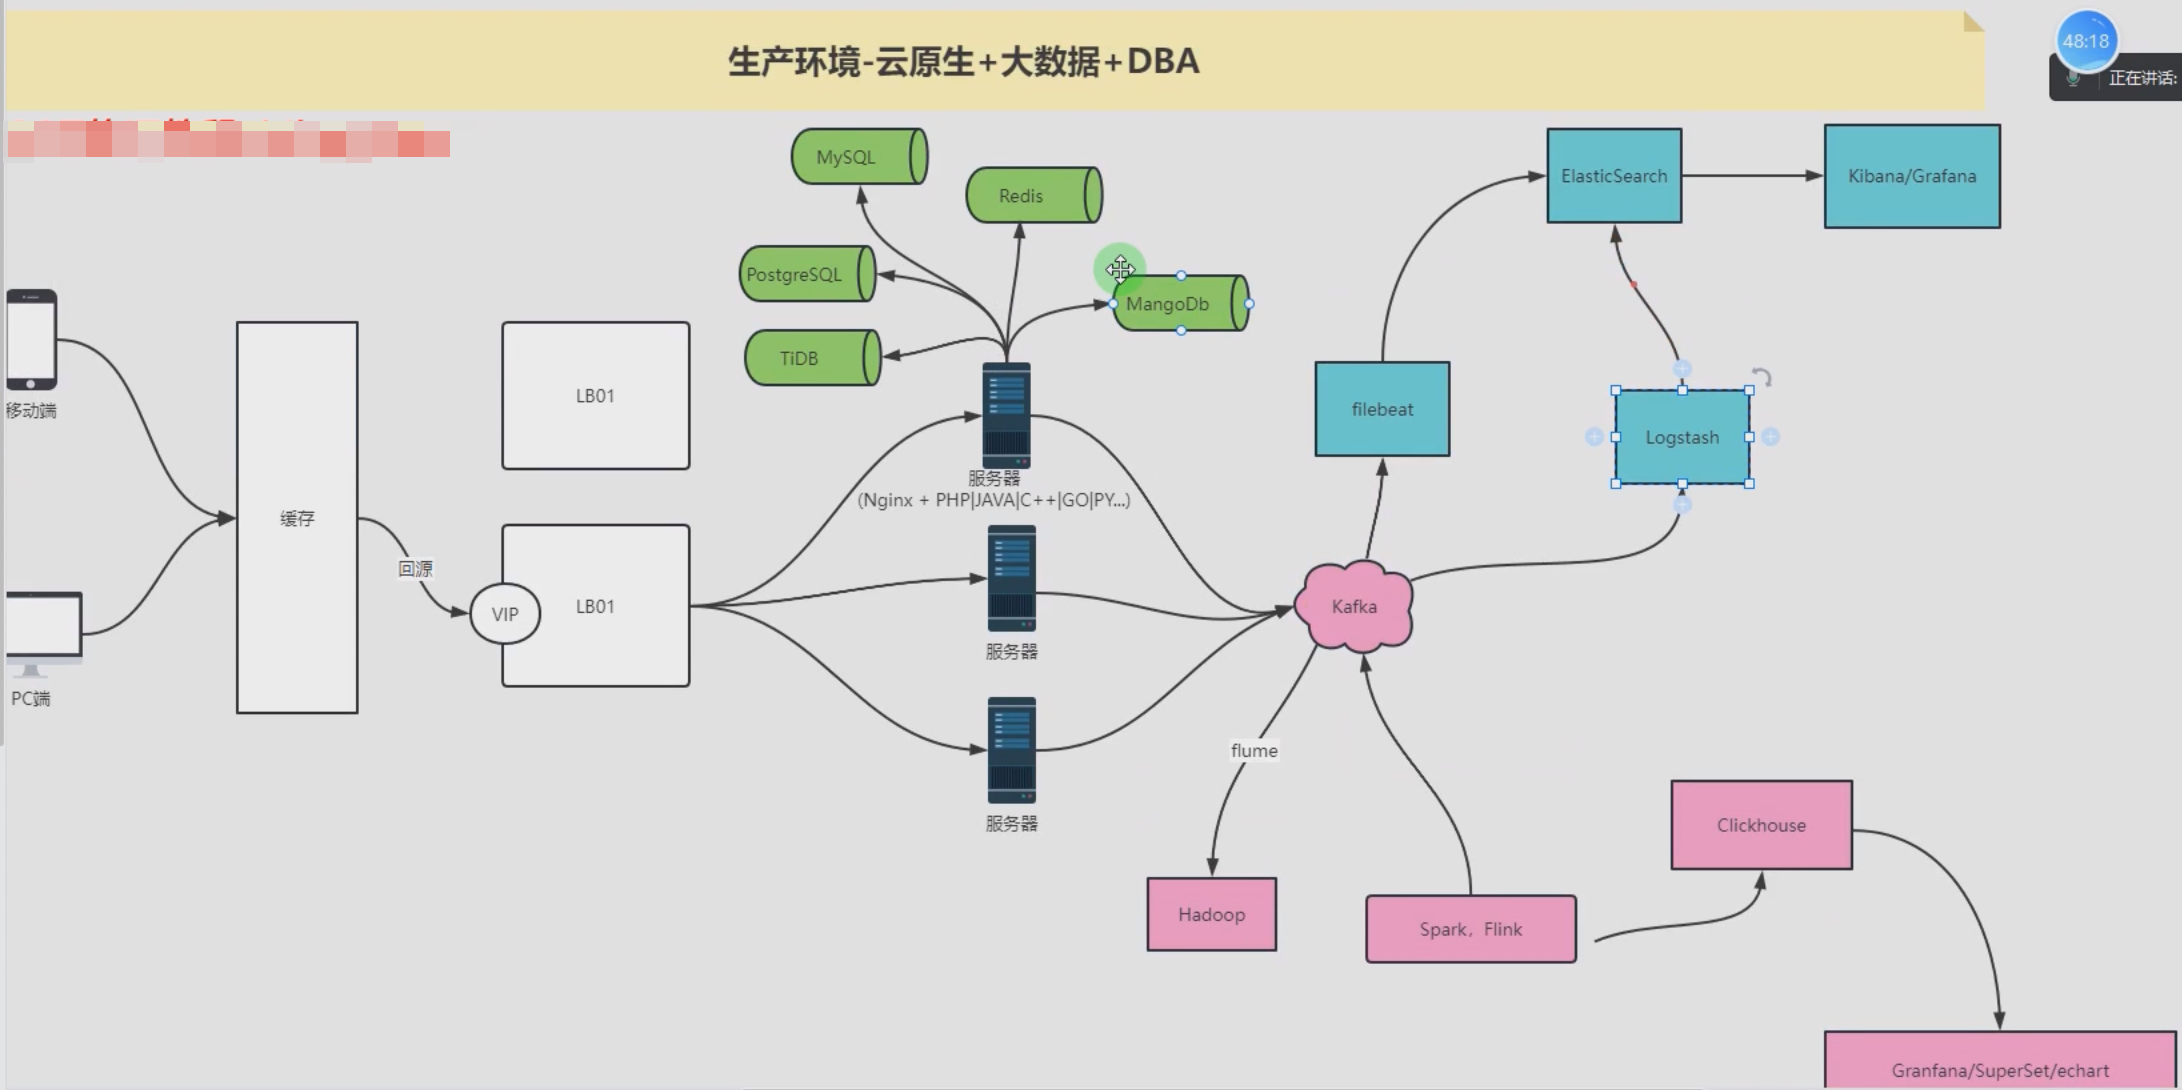 生产环境-云原生+大数据+DBA
48:18
正在讲话:
MySQL
Redis
PostgreSQL
MangoDb
TiDB
ElasticSearch
Kibana/Grafana
移动端
LB01
filebeat
Logstash
服务器
(Nginx + PHP|JAVA|C++|GO|PY...)
缓存
回源
VIP
LB01
Kafka
服务器
PC端
flume
服务器
Clickhouse
Hadoop
Spark，Flink
Granfana/SuperSet/echart